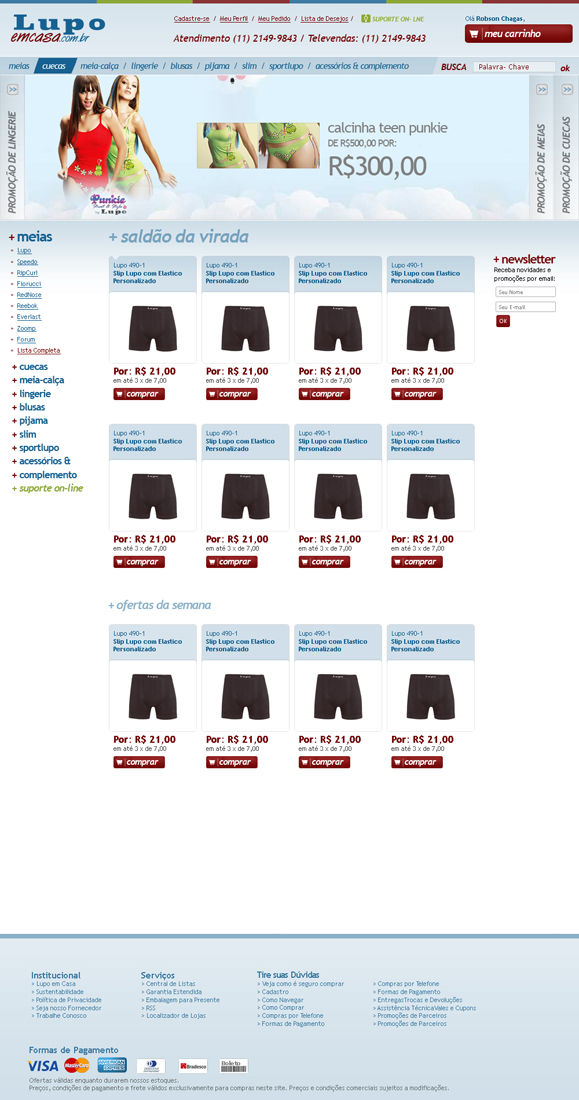 Lupo
emcasa.com.br
Cadastre-se / Meu Perfil / Meu Pedido / Lista de Desejos / SUPORTE ON- LNE
Atendimento (11) 2149-9843 / Televendas: (11) 2149-9843
Olá Robson Chagas,
meu carrinho
meias cuecas meia-calça / lingerie / blusas / pijama / slim / sportlupo / acessórios & complemento
BUSCA Palavra- Chave ok
PROMOÇÃO DE LINGERIE
calcinha teen punkie
DE R$500,00 POR:
R$300,00
Punkie
by Lupo
PROMOÇÃO DE MEIAS
PROMOÇÃO DE CUECAS
+ meias
+ Lupo
+ Speedo
+ RipCurl
+ Fiorucci
+ RedNose
+ Reebok
+ Everlast
+ Zoomp
+ Forum
+ Lista Completa
+ cuecas
+ meia-calça
+ lingerie
+ blusas
+ pijama
+ slim
+ sportlupo
+ acessórios &
+ complemento
+ suporte on-line
+ saldão da virada
Lupo 490-1 Lupo 490-1 Lupo 490-1 Lupo 490-1
Slip Lupo com Elastico Slip Lupo com Elastico Slip Lupo com Elastico Slip Lupo com Elastico
Personalizado Personalizado Personalizado Personalizado
Por: R$ 21,00 Por: R$ 21,00 Por: R$ 21,00 Por: R$ 21,00
em até 3 x de 7,00 em até 3 x de 7,00 em até 3 x de 7,00 em até 3 x de 7,00
comprar comprar comprar comprar
Lupo 490-1 Lupo 490-1 Lupo 490-1 Lupo 490-1
Slip Lupo com Elastico Slip Lupo com Elastico Slip Lupo com Elastico Slip Lupo com Elastico
Personalizado Personalizado Personalizado Personalizado
Por: R$ 21,00 Por: R$ 21,00 Por: R$ 21,00 Por: R$ 21,00
em até 3 x de 7,00 em até 3 x de 7,00 em até 3 x de 7,00 em até 3 x de 7,00
comprar comprar comprar comprar
+ ofertas da semana
Lupo 490-1 Lupo 490-1 Lupo 490-1 Lupo 490-1
Slip Lupo com Elastico Slip Lupo com Elastico Slip Lupo com Elastico Slip Lupo com Elastico
Personalizado Personalizado Personalizado Personalizado
Por: R$ 21,00 Por: R$ 21,00 Por: R$ 21,00 Por: R$ 21,00
em até 3 x de 7,00 em até 3 x de 7,00 em até 3 x de 7,00 em até 3 x de 7,00
comprar comprar comprar comprar
+ newsletter
Receba novidades e
promoções por email:
Seu Nome
Seu E-mail
OK
Institucional
> Lupo em Casa
> Sustentabilidade
> Política de Privacidade
> Seja nosso Fornecedor
> Trabalhe Conosco
Serviços
> Central de Listas
> Garantia Estendida
> Embalagem para Presente
> RSS
> Localizador de Lojas
Tire suas Dúvidas
> Veja como é seguro comprar
> Cadastro
> Como Navegar
> Como Comprar
> Compras por Telefone
> Formas de Pagamento
> Compras por Telefone
> Formas de Pagamento
> EntregasTrocas e Devoluções
> Assistência TécnicaVales e Cupons
> Promoções de Parceiros
> Promoções de Parceiros
Formas de Pagamento
VISA MasterCard AMERICAN EXPRESS Bradesco Boleto
Ofertas válidas enquanto durarem nossos estoques.
Preços, condições de pagamento e frete válidos exclusivamente para compras neste site. Preços e condições comerciais sujeitos a modificações.